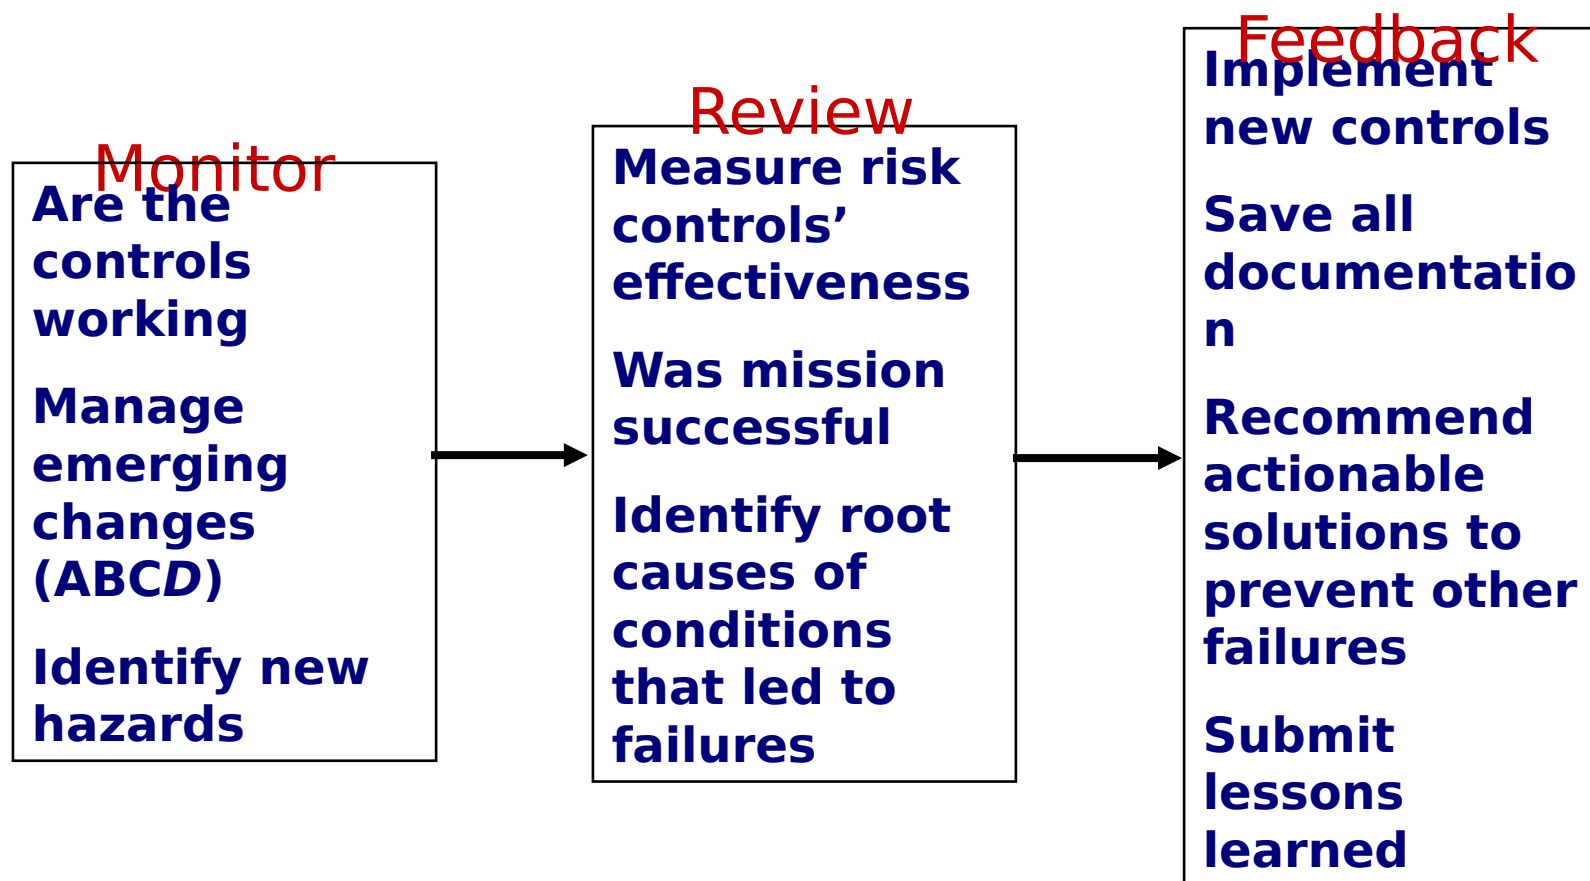 Monitor
Are the
controls
working
Manage
emerging
changes
(ABCD)
Identify new
hazards
Review
Measure risk
controls’
effectiveness
Was mission
successful
Identify root
causes of
conditions
that led to
failures
Feedback
Implement
new controls
Save all
documentatio
n
Recommend
actionable
solutions to
prevent other
failures
Submit
lessons
learned